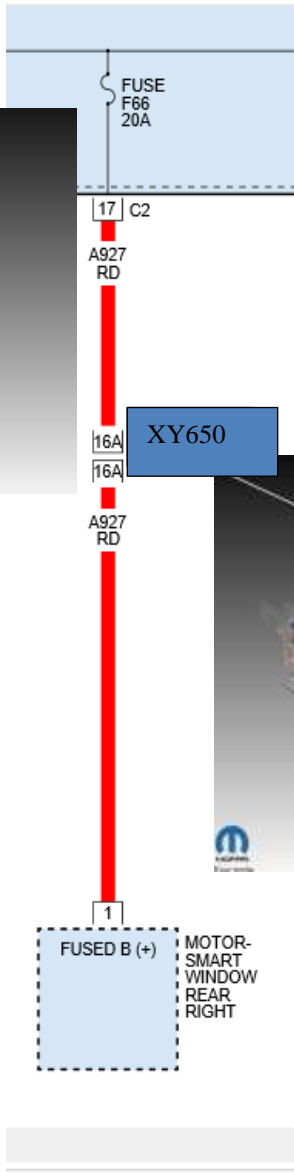 FUSE
F66
20A
17 C2
A927
RD
16A
XY650
16A
A927
RD
1
FUSED B (+)
MOTOR-
SMART
WINDOW
REAR
RIGHT